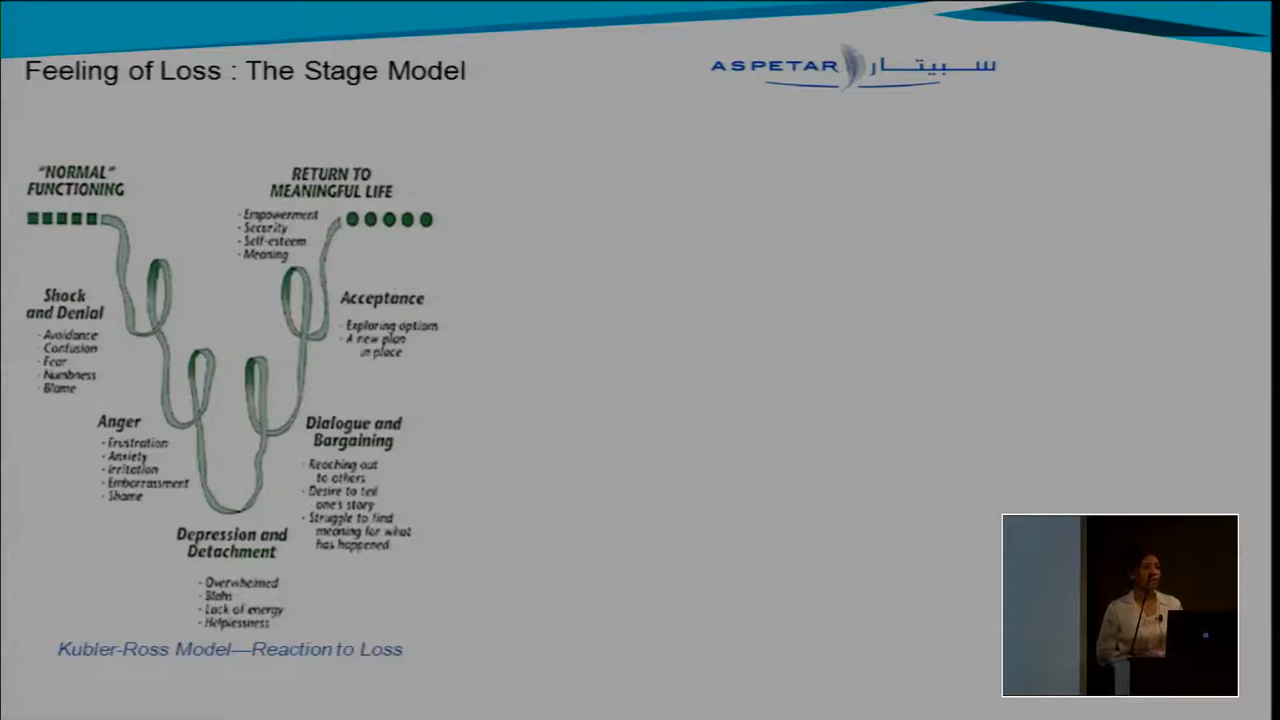 Feeling of Loss : The Stage Model
ASPETAR سبيتار
"NORMAL"
FUNCTIONING
RETURN TO
MEANINGFUL LIFE
· Empowerment
· Security
· Self-esteem
· Meaning
Shock
and Denial
· Avoidance
· Confusion
· Fear
· Numbness
· Blame
Acceptance
· Exploring options
· A new plan
in place
Anger
· Frustration
· Anxiety
· Irritation
· Embarrassment
· Shame
Dialogue and
Bargaining
· Reaching out
to others
· Desire to tell
one's story
· Struggle to find
meaning for what
has happened
Depression and
Detachment
· Overwhelmed
· Blahs
· Lack of energy
· Helplessness
Kubler-Ross Model—Reaction to Loss